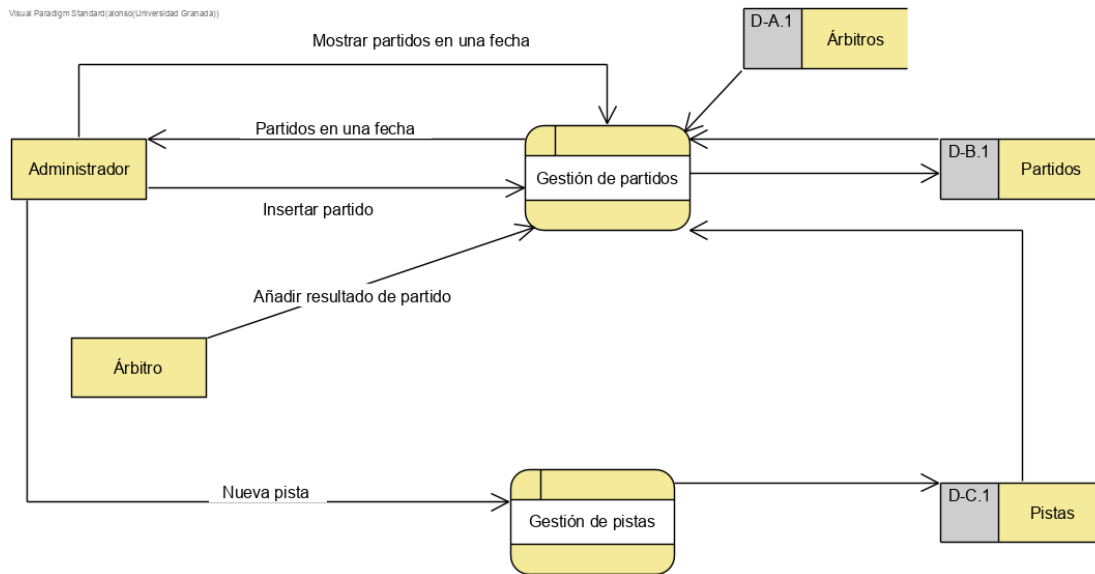 Visual Paradigm Standard(alonso(Universidad Granada))
D-A.1
Árbitros
Mostrar partidos en una fecha
Partidos en una fecha
Administrador
Gestión de partidos
D-B.1
Partidos
Insertar partido
Añadir resultado de partido
Árbitro
Nueva pista
Gestión de pistas
D-C.1
Pistas